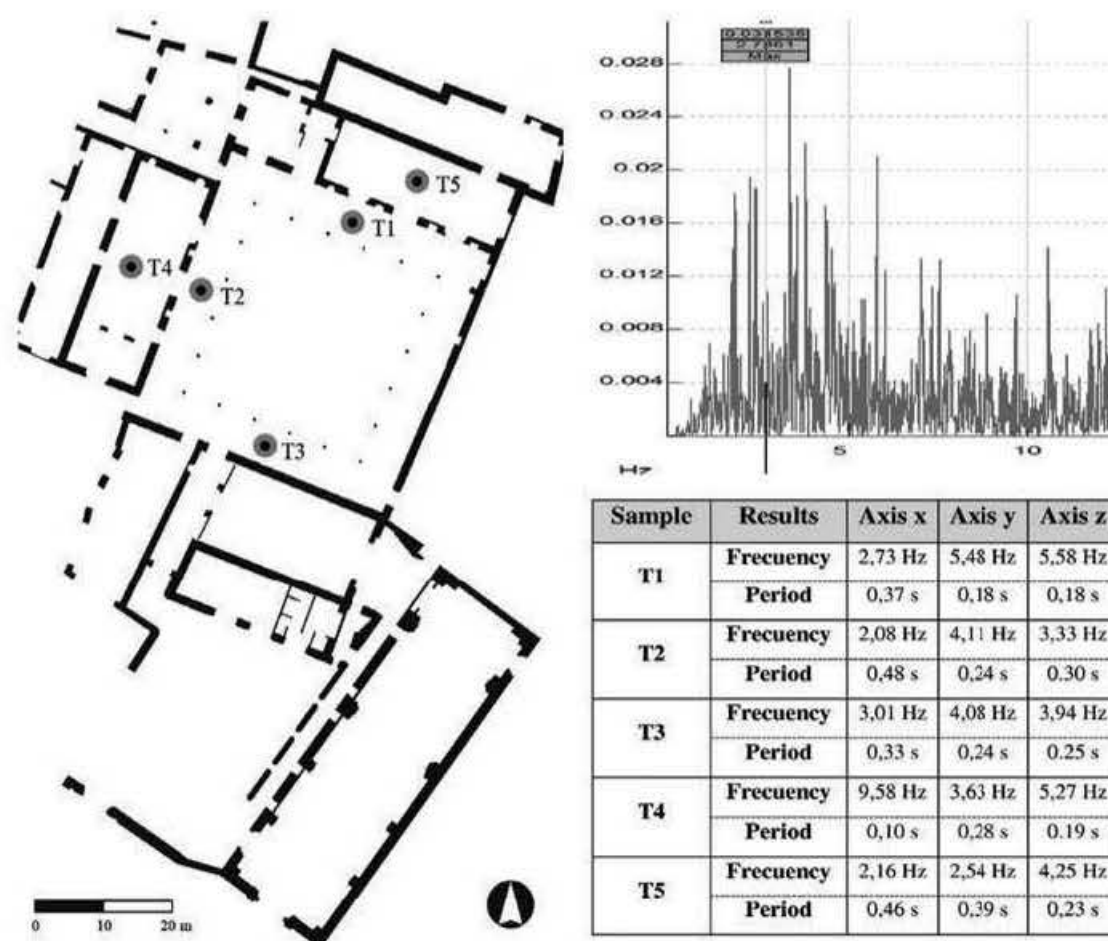 T5
T1
T4
T2
T3
0 10 20 m
Max
0.028
0.024
0.02
0.016
0.012
0.008
0.004
5 10
Hz
Sample Results Axis x Axis y Axis z
T1 Frecuency 2,73 Hz 5,48 Hz 5,58 Hz
Period 0,37 s 0,18 s 0,18 s
T2 Frecuency 2,08 Hz 4,11 Hz 3,33 Hz
Period 0,48 s 0,24 s 0.30 s
T3 Frecuency 3,01 Hz 4,08 Hz 3,94 Hz
Period 0,33 s 0,24 s 0.25 s
T4 Frecuency 9,58 Hz 3,63 Hz 5,27 Hz
Period 0,10 s 0,28 s 0.19 s
T5 Frecuency 2,16 Hz 2,54 Hz 4,25 Hz
Period 0,46 s 0,39 s 0,23 s